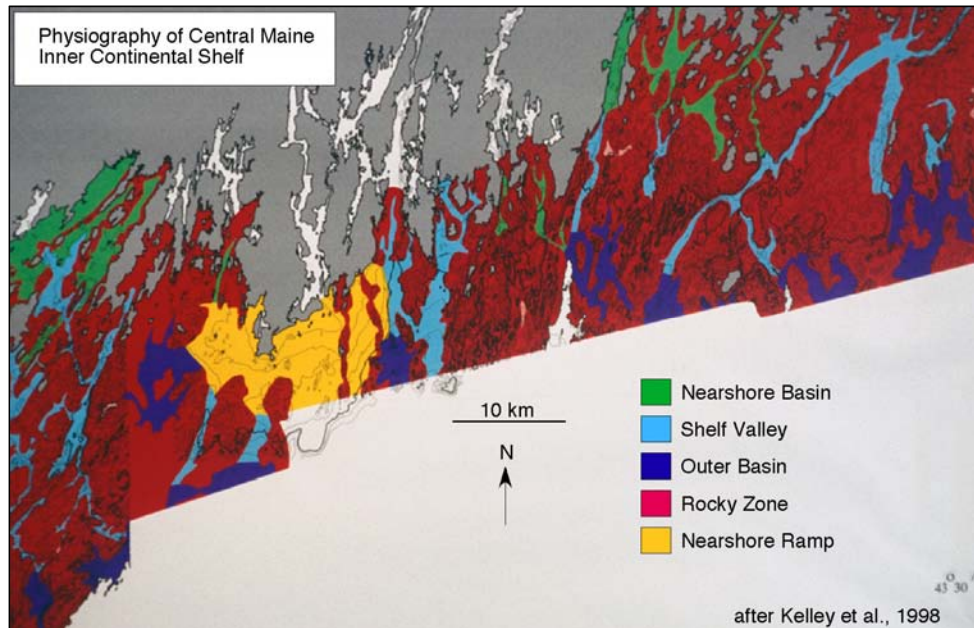 Physiography of Central Maine
Inner Continental Shelf
10 km
N
Nearshore Basin
Shelf Valley
Outer Basin
Rocky Zone
Nearshore Ramp
43° 30
after Kelley et al., 1998